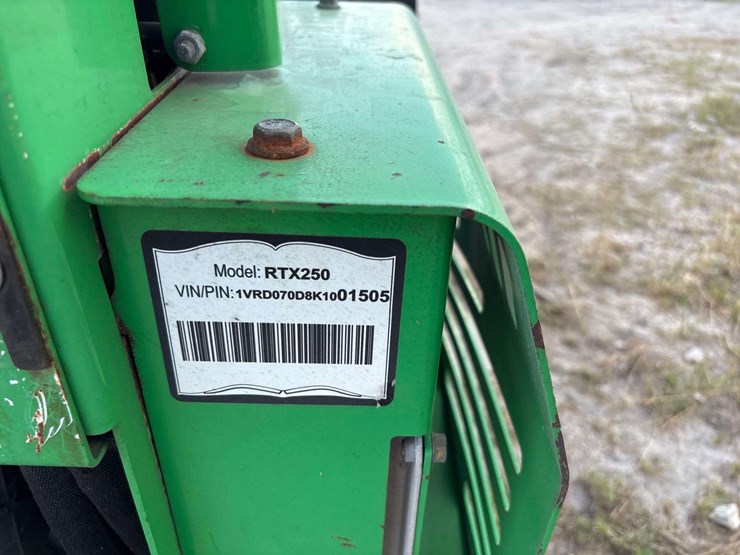 Model: RTX250
VIN/PIN: 1VRD070D8K1001505